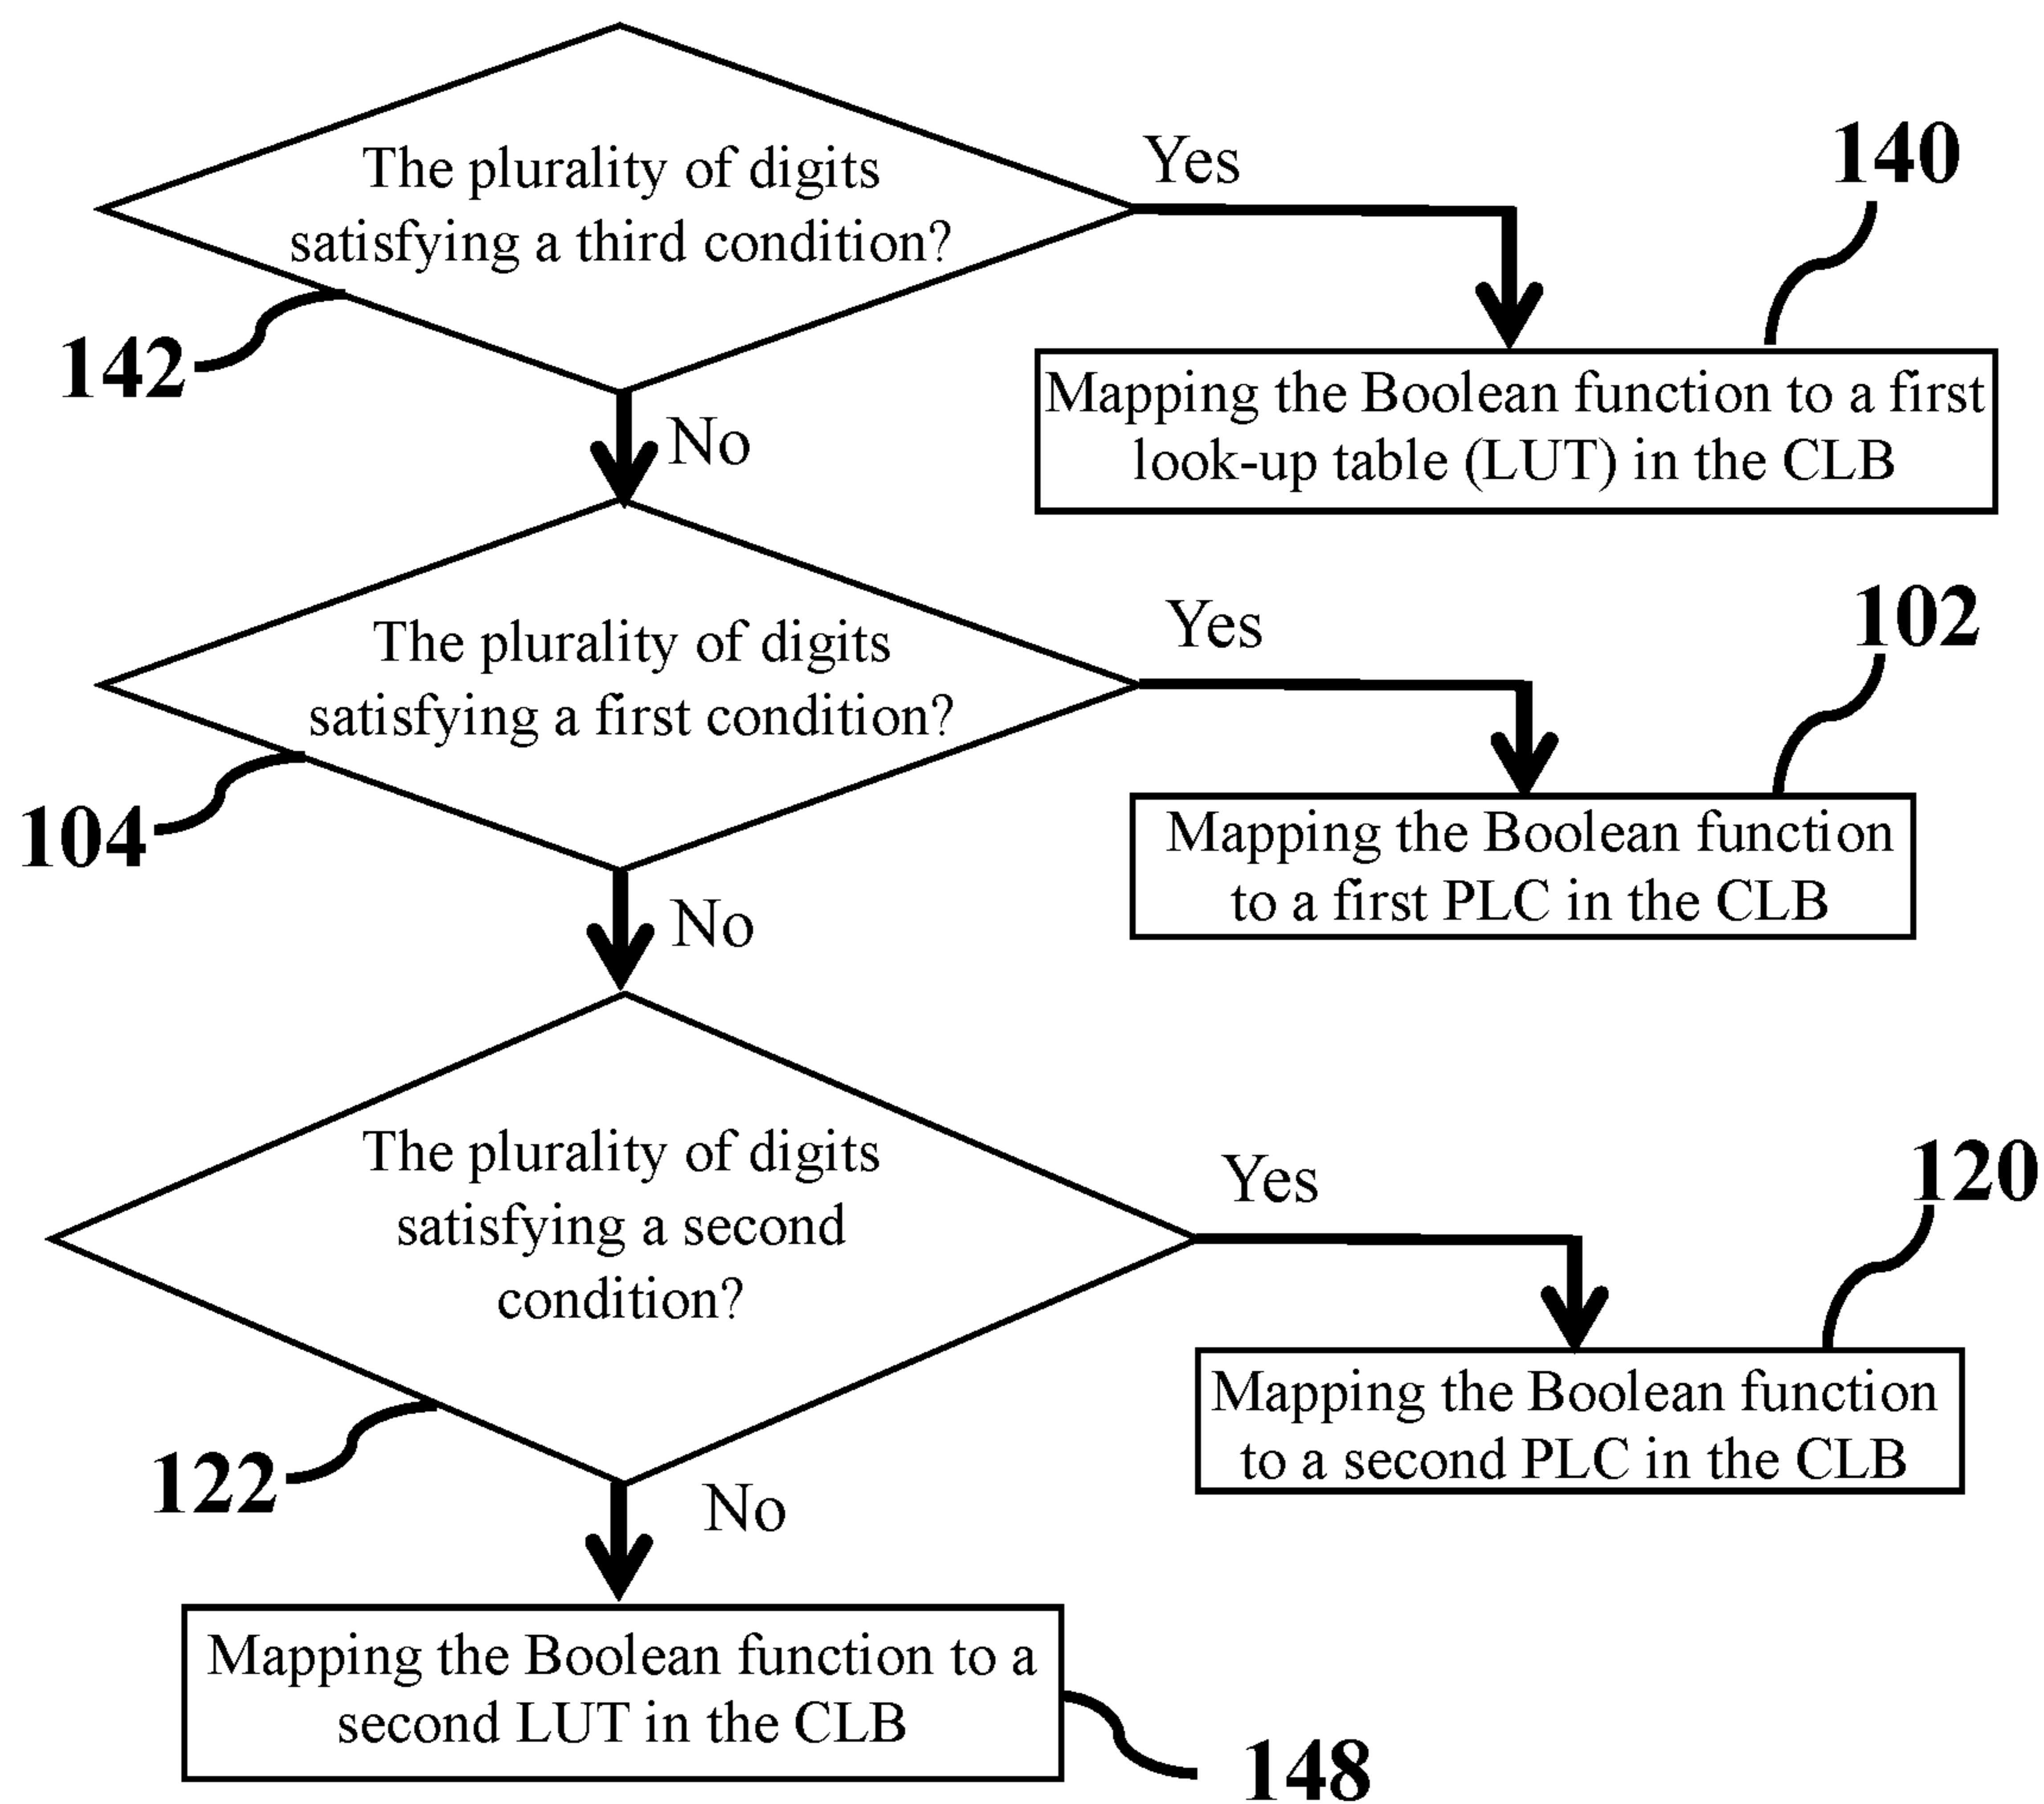 The plurality of digits
satisfying a third condition?
Yes
140
142
No
Mapping the Boolean function to a first
look-up table (LUT) in the CLB
The plurality of digits
satisfying a first condition?
Yes
102
104
No
Mapping the Boolean function
to a first PLC in the CLB
The plurality of digits
satisfying a second
condition?
Yes
120
122
No
Mapping the Boolean function
to a second PLC in the CLB
Mapping the Boolean function to a
second LUT in the CLB
148